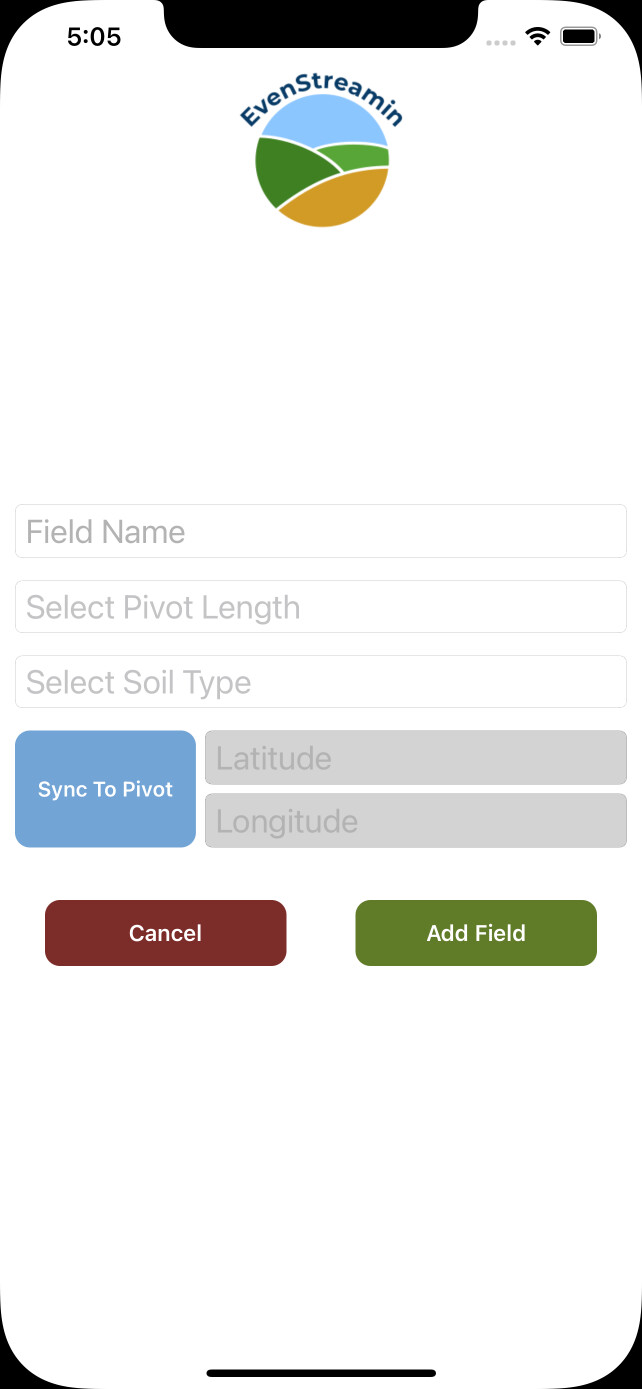 5:05
EvenStreamin
Field Name
Select Pivot Length
Select Soil Type
Sync To Pivot
Latitude
Longitude
Cancel
Add Field